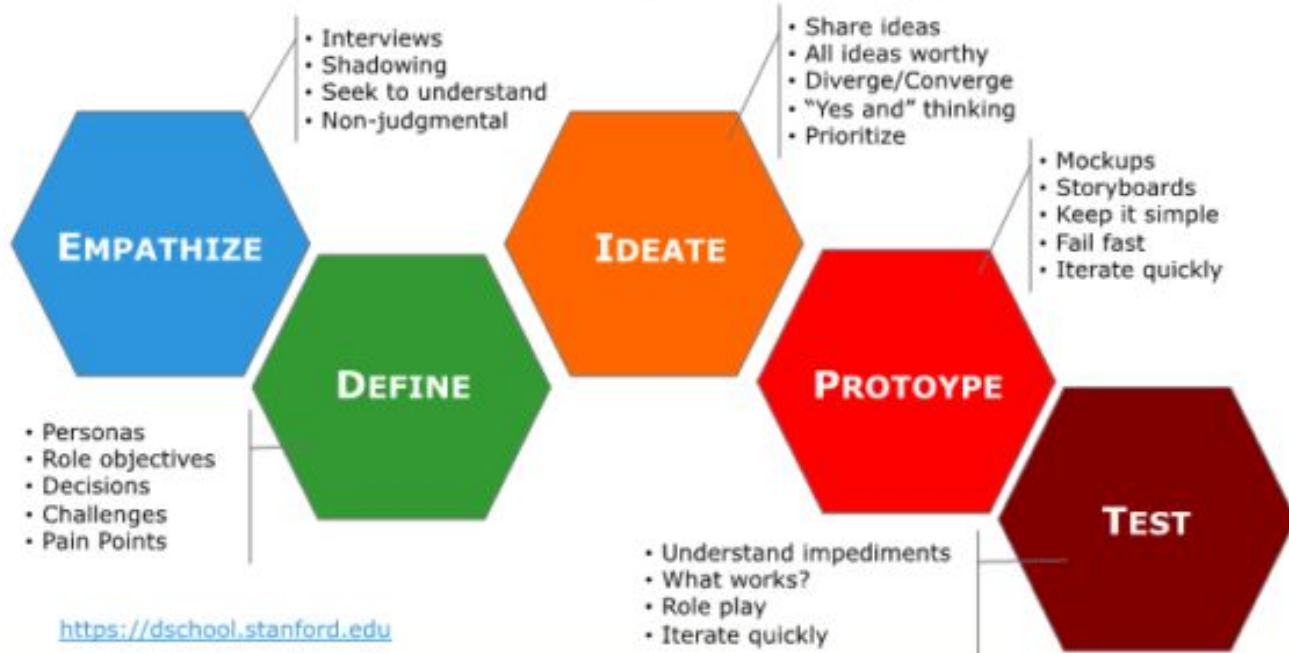 EMPATHIZE
• Interviews
• Shadowing
• Seek to understand
• Non-judgmental
DEFINE
• Personas
• Role objectives
• Decisions
• Challenges
• Pain Points
IDEATE
• Share ideas
• All ideas worthy
• Diverge/Converge
• “Yes and” thinking
• Prioritize
PROTOYPE
• Mockups
• Storyboards
• Keep it simple
• Fail fast
• Iterate quickly
TEST
• Understand impediments
• What works?
• Role play
• Iterate quickly
https://dschool.stanford.edu